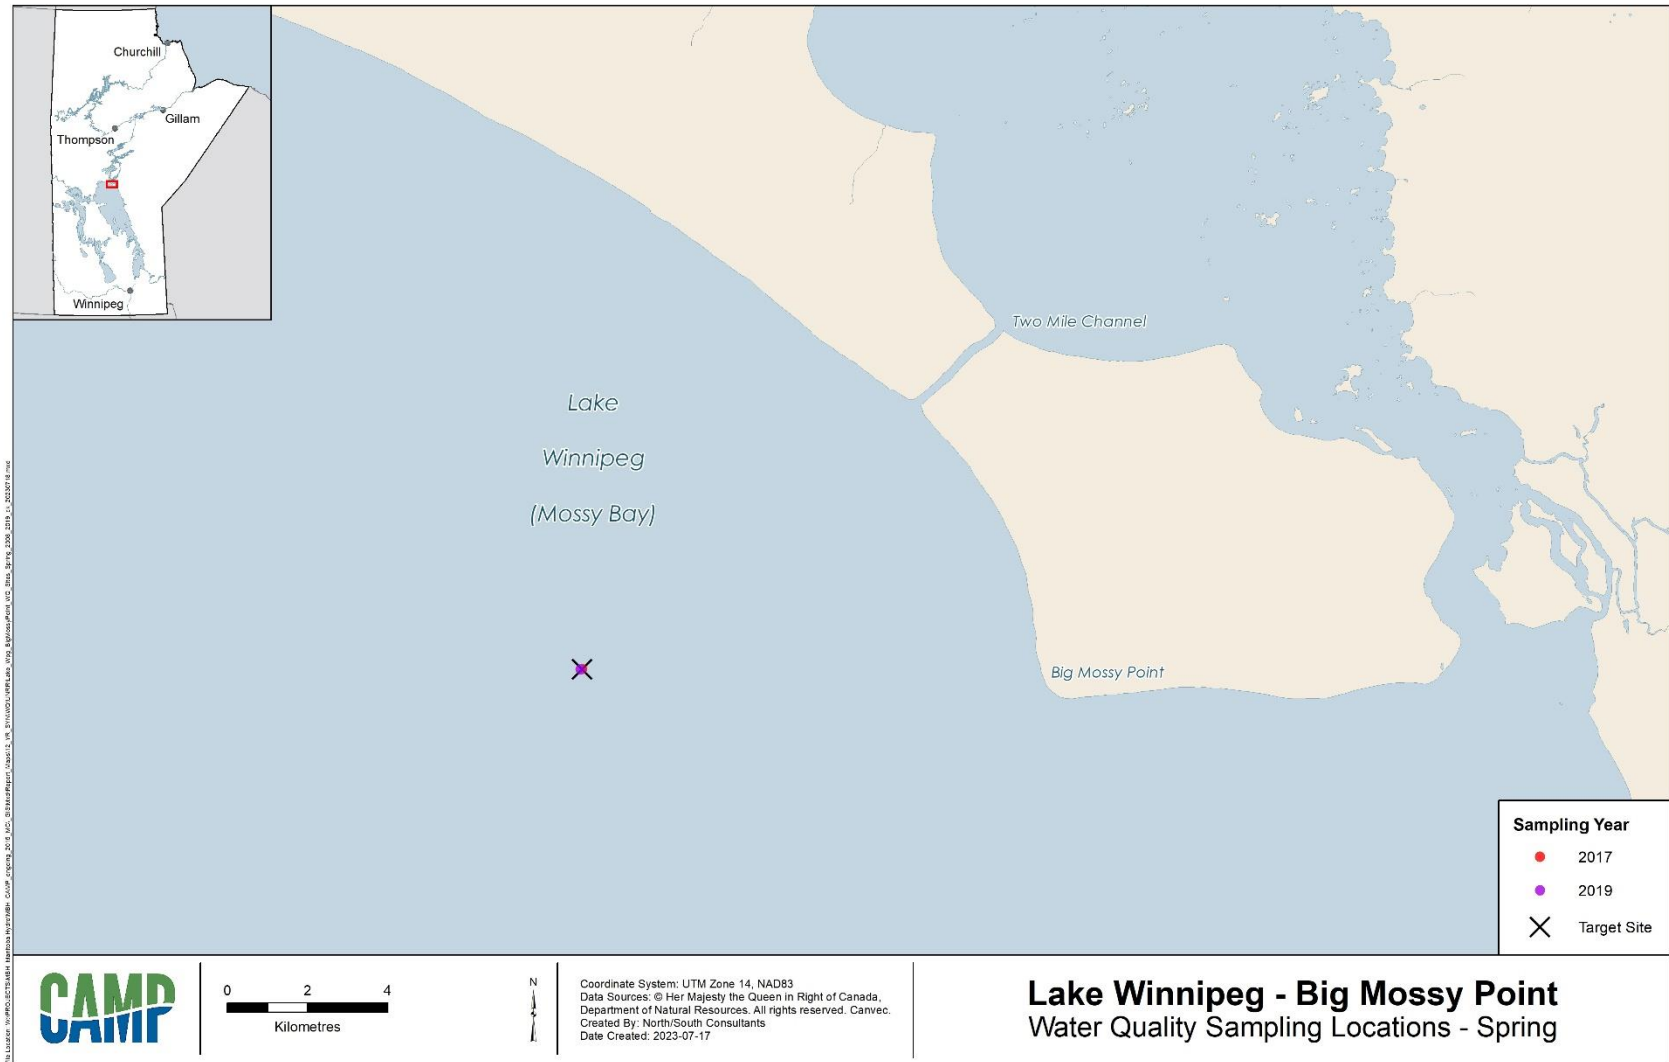 Churchill
Gillam
Thompson
Winnipeg
Two Mile Channel
Lake
Winnipeg
(Mossy Bay)
Big Mossy Point
Sampling Year
2017
2019
Target Site
CAMP
0 2 4
Kilometres
N
Coordinate System: UTM Zone 14, NAD83
Data Sources: © Her Majesty the Queen in Right of Canada,
Department of Natural Resources. All rights reserved. Canvec.
Created By: North/South Consultants
Date Created: 2023-07-17
Lake Winnipeg - Big Mossy Point
Water Quality Sampling Locations - Spring